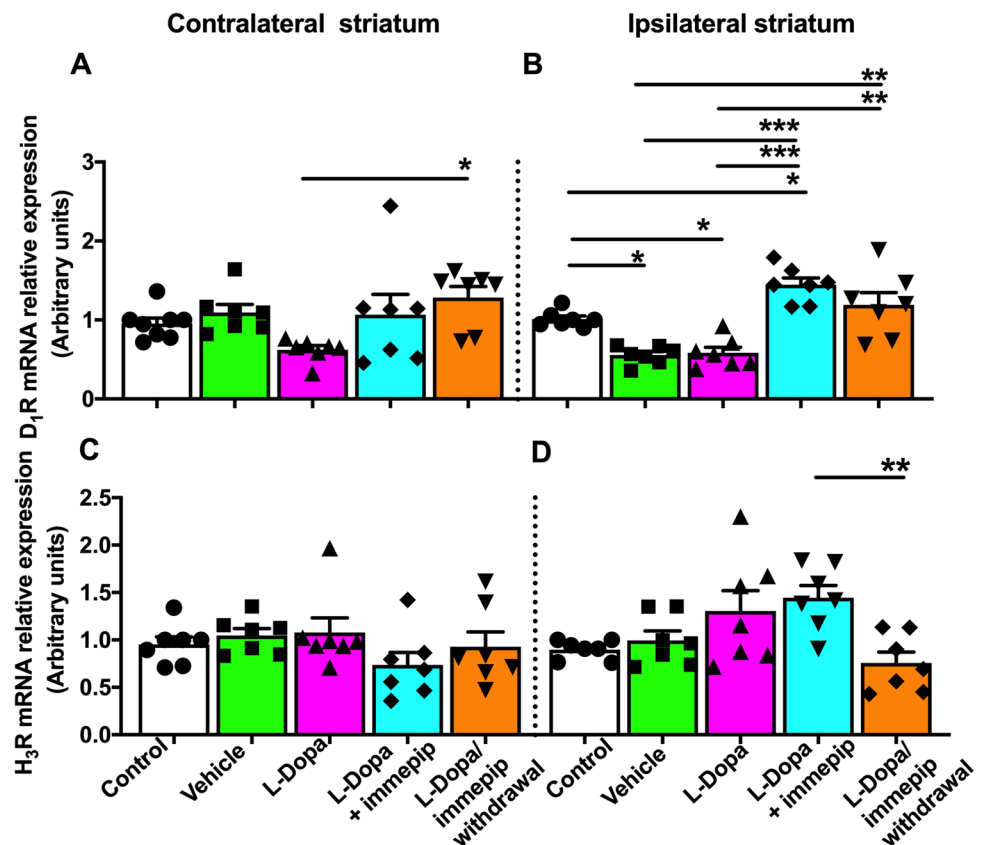 Contralateral striatum
Ipsilateral striatum
A
B
**
**
***
***
*
*
*
*
D₁R mRNA relative expression
(Arbitrary units)
3
2
1
0
C
D
**
H₃R mRNA relative expression
(Arbitrary units)
2.5
2.0
1.5
1.0
0.5
0.0
Control
Vehicle
L-Dopa
L-Dopa
+ immepip
L-Dopa/
immepip
withdrawal
Control
Vehicle
L-Dopa
L-Dopa
+ immepip
L-Dopa/
immepip
withdrawal